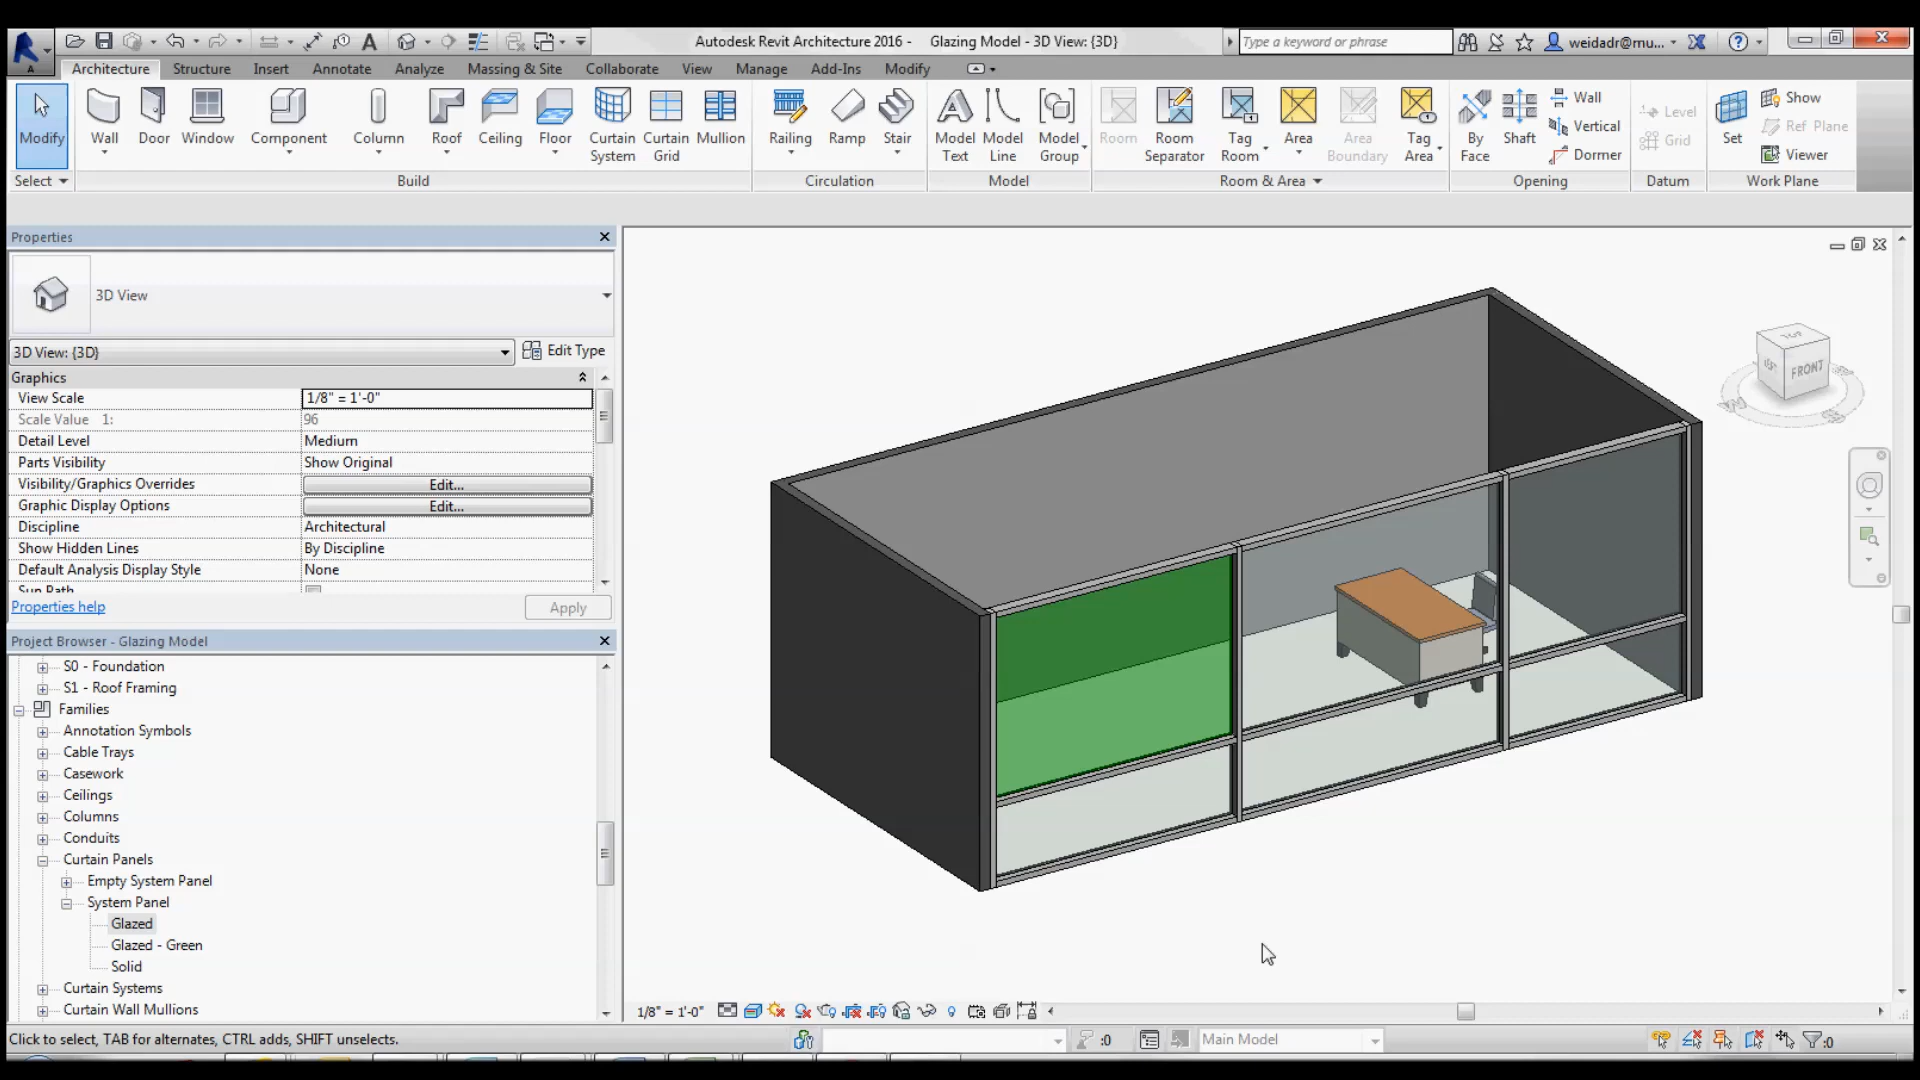 Autodesk Revit Architecture 2016 - Glazing Model - 3D View: {3D}
Type a keyword or phrase
weidadr@mu...
Architecture Structure Insert Annotate Analyze Massing & Site Collaborate View Manage Add-Ins Modify
Modify
Wall
Door
Window
Component
Column
Roof
Ceiling
Floor
Curtain System
Curtain Grid
Mullion
Railing
Ramp
Stair
Model Text
Model Line
Model Group
Room
Room Separator
Tag Room
Area
Area Boundary
Tag Area
By Face
Shaft
Wall
Vertical
Dormer
Level
Grid
Set
Show
Ref Plane
Viewer
Select Build Circulation Model Room & Area Opening Datum Work Plane
Properties
3D View
3D View: {3D} Edit Type
Graphics
View Scale 1/8" = 1'-0"
Scale Value 1: 96
Detail Level Medium
Parts Visibility Show Original
Visibility/Graphics Overrides Edit...
Graphic Display Options Edit...
Discipline Architectural
Show Hidden Lines By Discipline
Default Analysis Display Style None
Sun Path
Properties help Apply
Project Browser - Glazing Model
S0 - Foundation
S1 - Roof Framing
Families
Annotation Symbols
Cable Trays
Casework
Ceilings
Columns
Conduits
Curtain Panels
Empty System Panel
System Panel
Glazed
Glazed - Green
Solid
Curtain Systems
Curtain Wall Mullions
TOP
LEFT
FRONT
1/8" = 1'-0"
Click to select, TAB for alternates, CTRL adds, SHIFT unselects.
:0
Main Model
:0